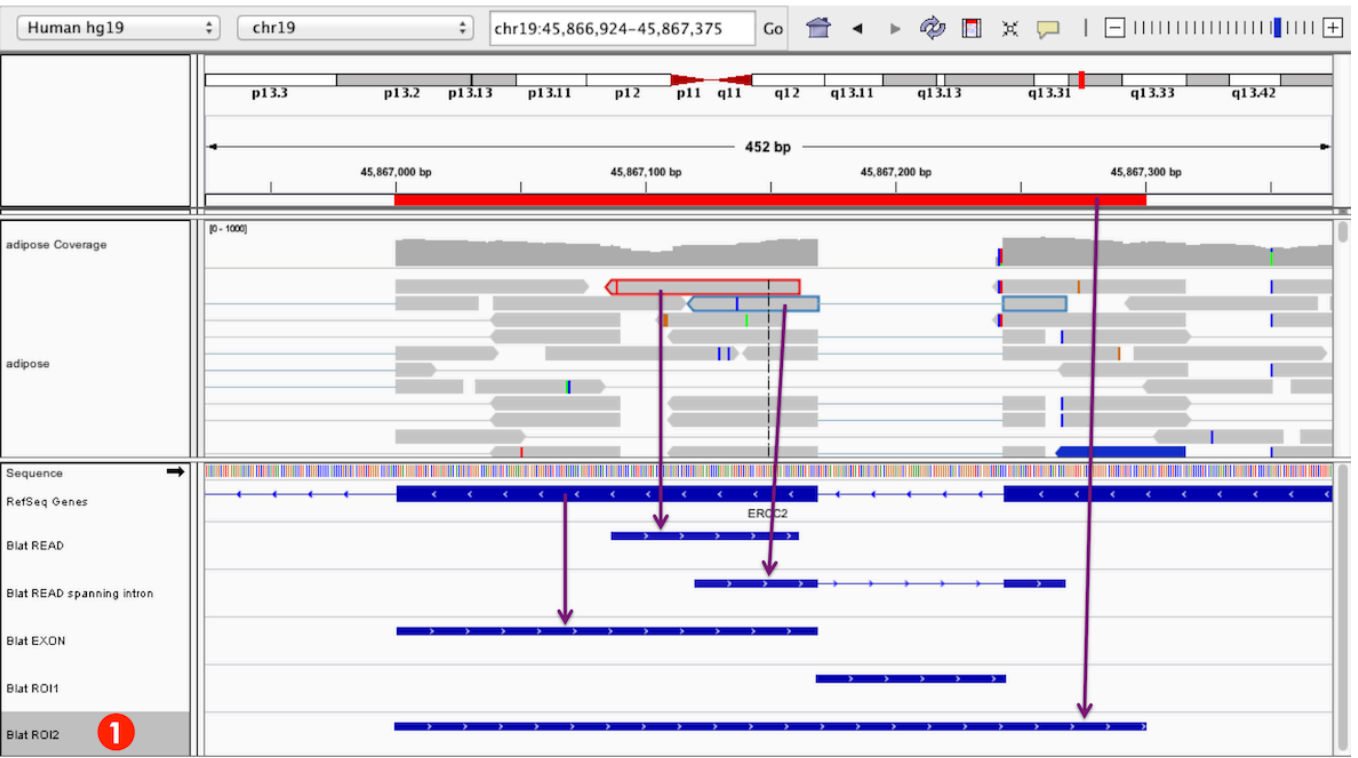 Human hg19 chr19 chr19:45,866,924-45,867,375 Go
p13.3 p13.2 p13.13 p13.11 p12 p11 q11 q12 q13.11 q13.13 q13.31 q13.33 q13.42
452 bp
45,867,000 bp 45,867,100 bp 45,867,200 bp 45,867,300 bp
[0 - 1000]
adipose Coverage
adipose
Sequence
RefSeq Genes
ERCC2
Blat READ
Blat READ spanning intron
Blat EXON
Blat ROI1
Blat ROI2 1